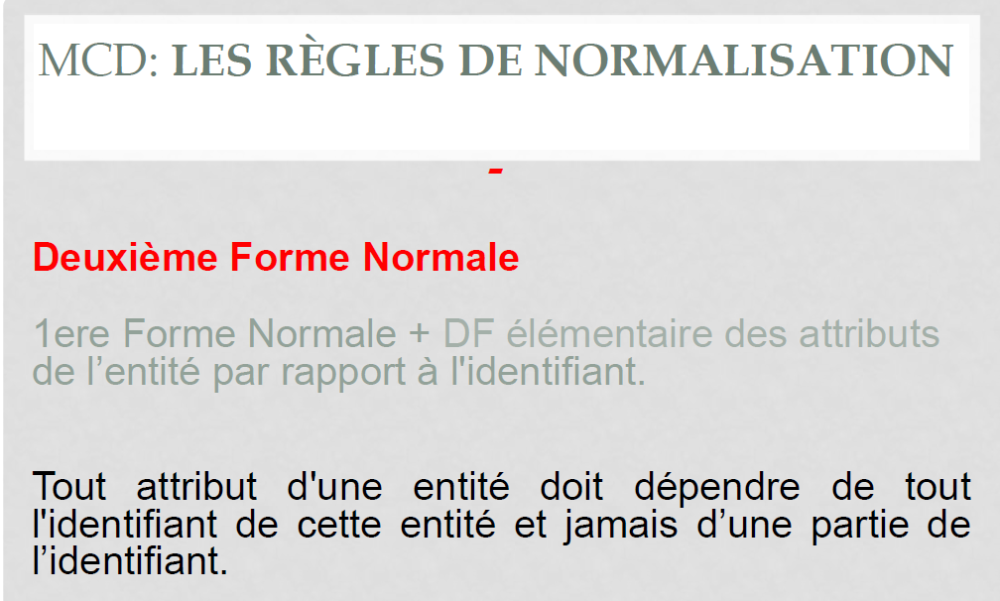 MCD: LES RÈGLES DE NORMALISATION
-
Deuxième Forme Normale
1ere Forme Normale + DF élémentaire des attributs
de l’entité par rapport à l'identifiant.
Tout attribut d'une entité doit dépendre de tout
l'identifiant de cette entité et jamais d’une partie de
l’identifiant.